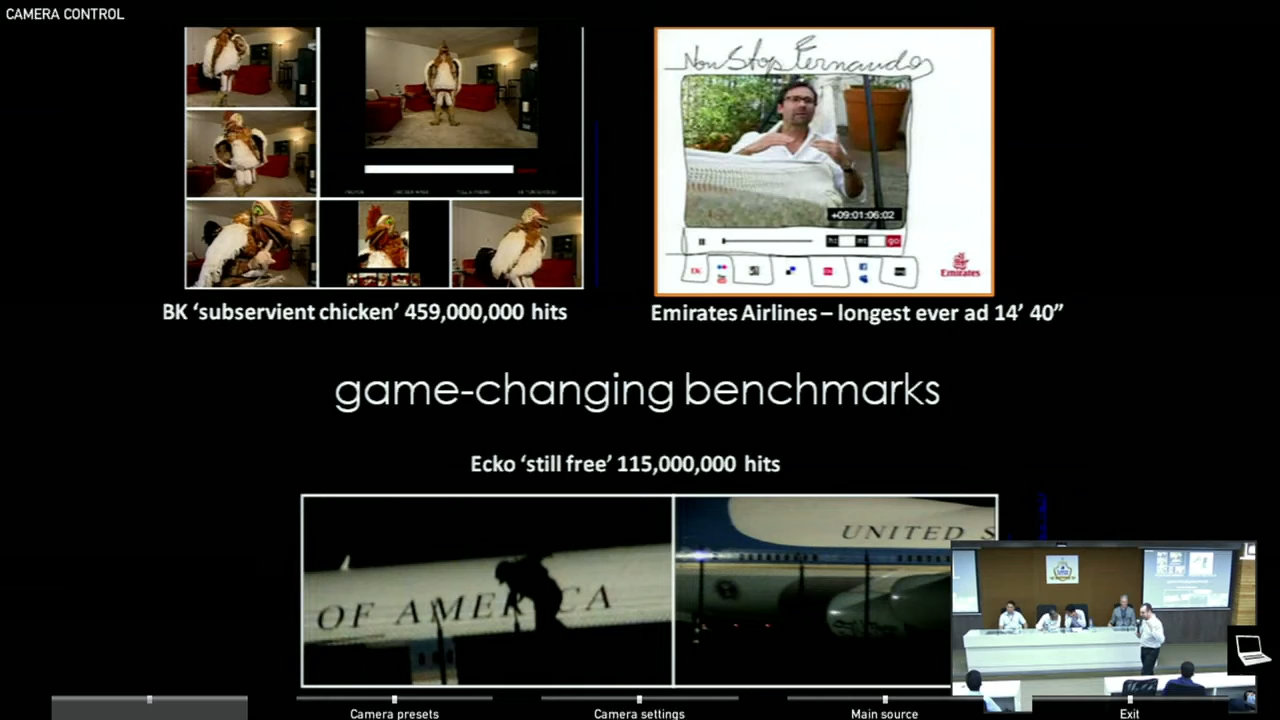 CAMERA CONTROL
Non Stop Fernando
+09:01:06:02
go
Emirates
BK ‘subservient chicken’ 459,000,000 hits
Emirates Airlines – longest ever ad 14’ 40”
game-changing benchmarks
Ecko ‘still free’ 115,000,000 hits
OF AMERICA
UNITED S
Camera presets
Camera settings
Main source
Exit